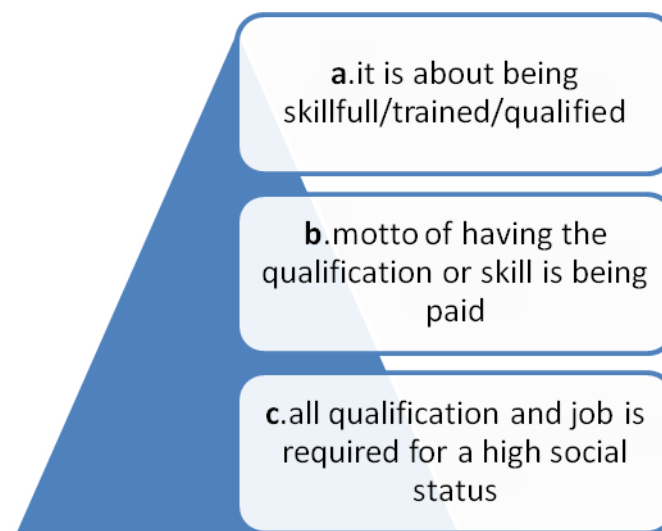 a.it is about being
skillfull/trained/qualified
b.motto of having the
qualification or skill is being
paid
c.all qualification and job is
required for a high social
status